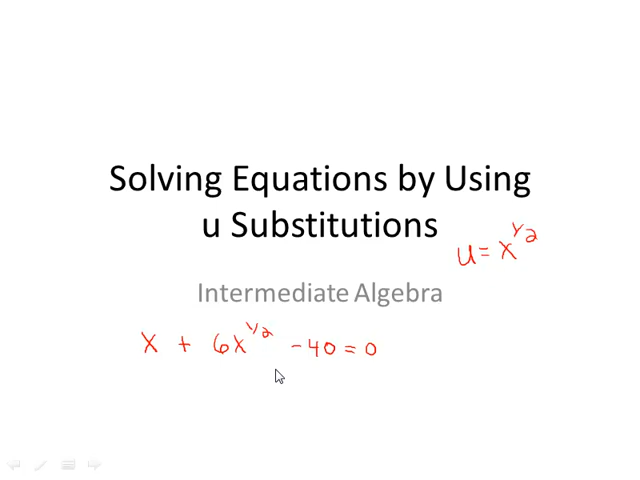 Solving Equations by Using
u Substitutions
u = x^1/2
Intermediate Algebra
x + 6x^1/2 - 40 = 0